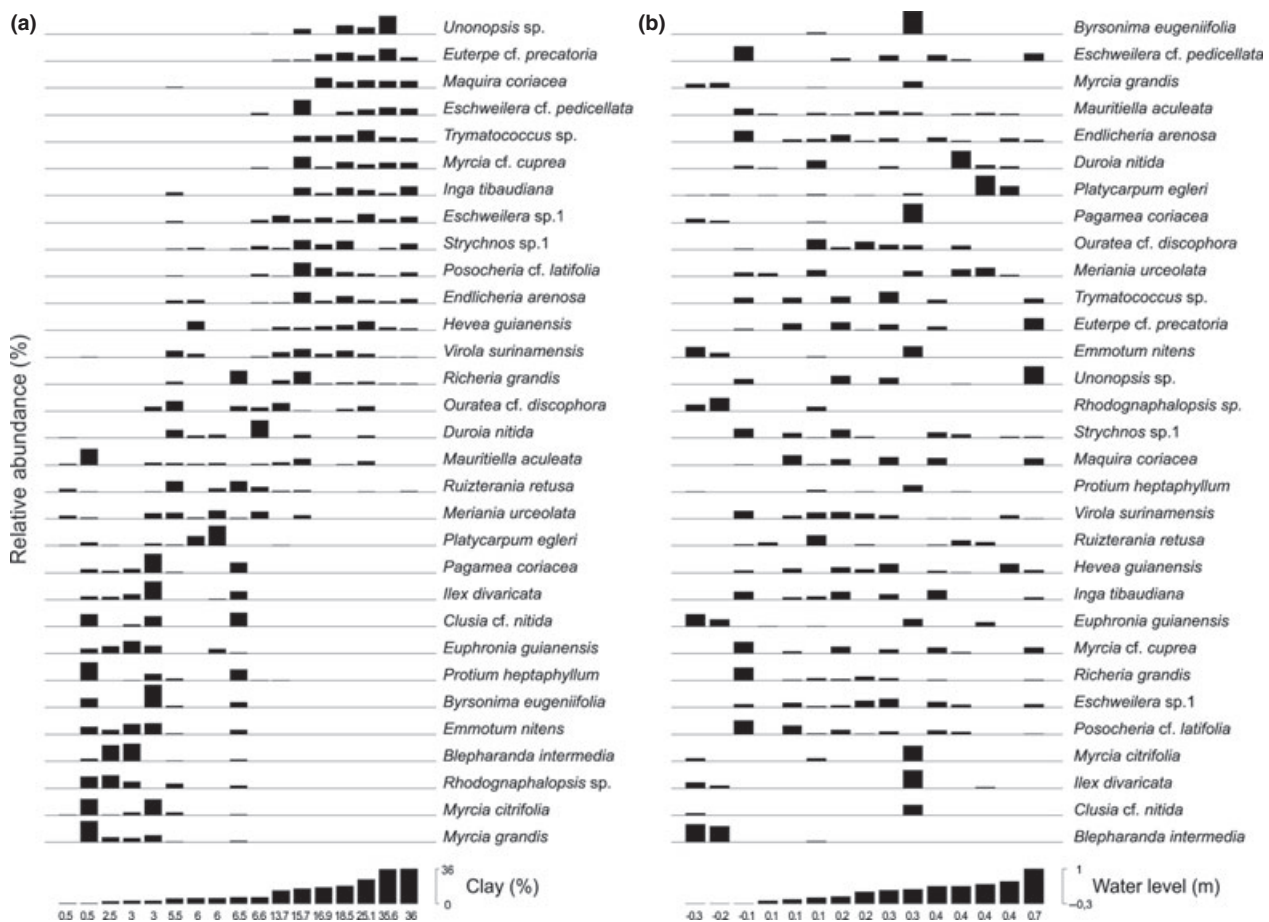 (a)
Relative abundance (%)
Unonopsis sp.
Euterpe cf. precatoria
Maquira coriacea
Eschweilera cf. pedicellata
Trymatococcus sp.
Myrcia cf. cuprea
Inga tibaudiana
Eschweilera sp.1
Strychnos sp.1
Posocheria cf. latifolia
Endlicheria arenosa
Hevea guianensis
Virola surinamensis
Richeria grandis
Ouratea cf. discophora
Duroia nitida
Mauritiella aculeata
Ruizterania retusa
Meriania urceolata
Platycarpum egleri
Pagamea coriacea
Ilex divaricata
Clusia cf. nitida
Euphronia guianensis
Protium heptaphyllum
Byrsonima eugeniifolia
Emmotum nitens
Blepharanda intermedia
Rhodognaphalopsis sp.
Myrcia citrifolia
Myrcia grandis
36
Clay (%)
0
0.5 0.5 2.5 3 3 5.5 6 6 6.5 6.6 13.7 15.7 16.9 18.5 25.1 35.6 36
(b)
Byrsonima eugeniifolia
Eschweilera cf. pedicellata
Myrcia grandis
Mauritiella aculeata
Endlicheria arenosa
Duroia nitida
Platycarpum egleri
Pagamea coriacea
Ouratea cf. discophora
Meriania urceolata
Trymatococcus sp.
Euterpe cf. precatoria
Emmotum nitens
Unonopsis sp.
Rhodognaphalopsis sp.
Strychnos sp.1
Maquira coriacea
Protium heptaphyllum
Virola surinamensis
Ruizterania retusa
Hevea guianensis
Inga tibaudiana
Euphronia guianensis
Myrcia cf. cuprea
Richeria grandis
Eschweilera sp.1
Posocheria cf. latifolia
Myrcia citrifolia
Ilex divaricata
Clusia cf. nitida
Blepharanda intermedia
1
Water level (m)
–0,3
-0.3 -0.2 -0.1 0.1 0.1 0.1 0.2 0.2 0.3 0.3 0.4 0.4 0.4 0.4 0.7